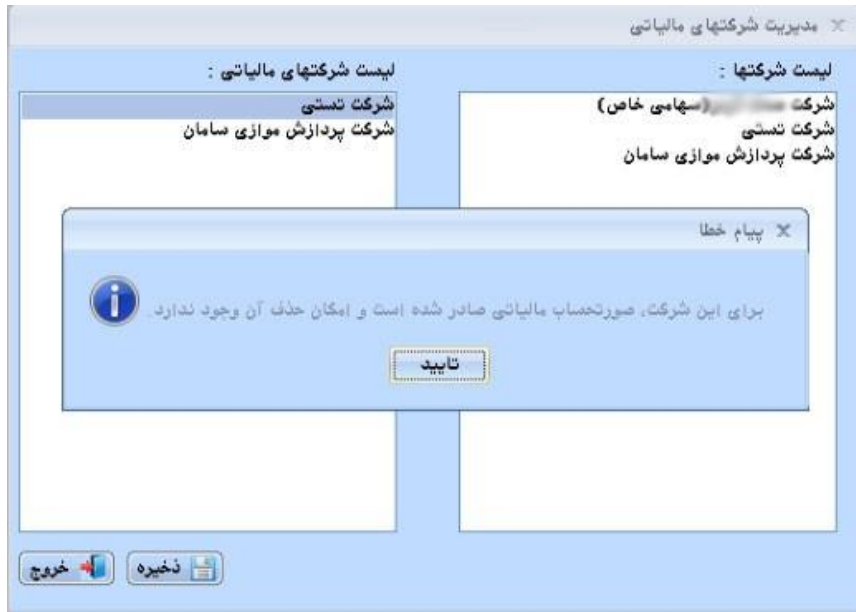 مدیریت شرکتهای مالیاتی
لیست شرکتها :
شرکت (سهامی خاص)
شرکت تستی
شرکت پردازش موازی سامان
لیست شرکتهای مالیاتی :
شرکت تستی
شرکت پردازش موازی سامان
پیام خطا
برای این شرکت، صورتحساب مالیاتی صادر شده است و امکان حذف آن وجود ندارد.
تایید
ذخیره
خروج